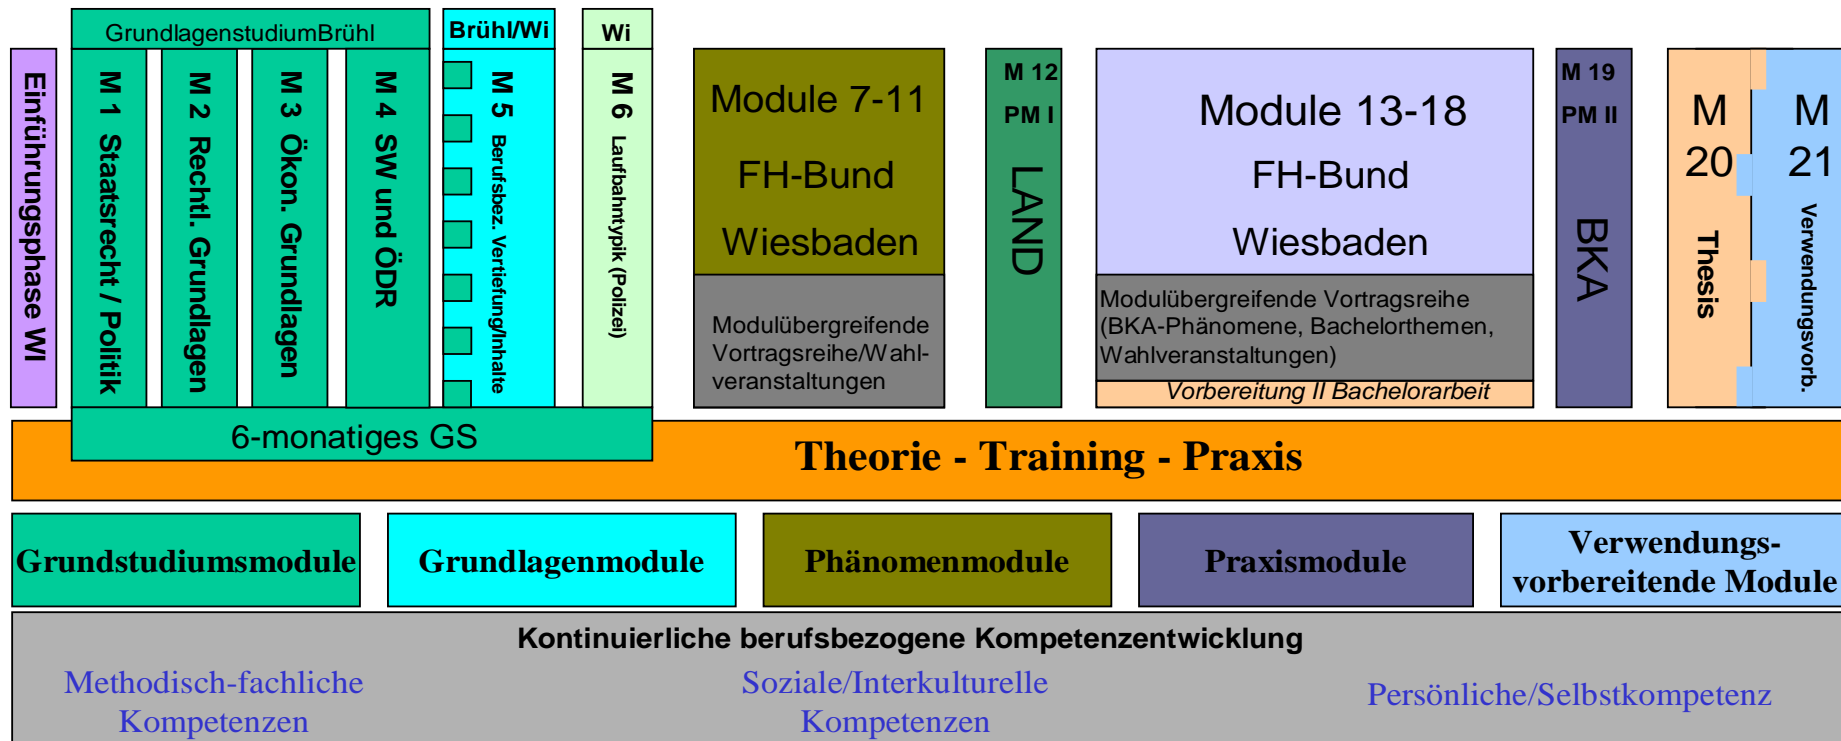 Einführungsphase WI
GrundlagenstudiumBrühl
M 1 Staatsrecht / Politik
M 2 Rechtl. Grundlagen
M 3 Ökon. Grundlagen
M 4 SW und ÖDR
Brühl/Wi
M 5 Berufsbez. Vertiefung/Inhalte
Wi
M 6 Laufbahntypik (Polizei)
6-monatiges GS
Module 7-11
FH-Bund
Wiesbaden
Modulübergreifende
Vortragsreihe/Wahl-
veranstaltungen
M 12
PM I
LAND
Module 13-18
FH-Bund
Wiesbaden
Modulübergreifende Vortragsreihe
(BKA-Phänomene, Bachelorthemen,
Wahlveranstaltungen)
Vorbereitung II Bachelorarbeit
M 19
PM II
BKA
M
20
Thesis
M
21
Verwendungsvorb.
Theorie - Training - Praxis
Grundstudiumsmodule
Grundlagenmodule
Phänomenmodule
Praxismodule
Verwendungs-
vorbereitende Module
Kontinuierliche berufsbezogene Kompetenzentwicklung
Methodisch-fachliche
Kompetenzen
Soziale/Interkulturelle
Kompetenzen
Persönliche/Selbstkompetenz